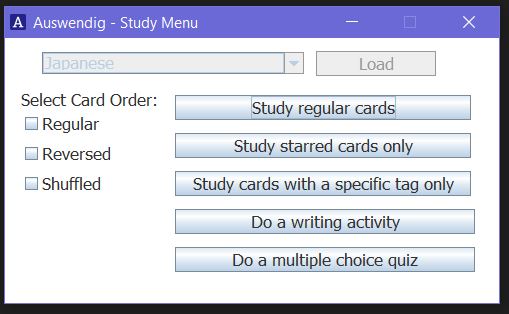 Auswendig - Study Menu
Japanese
Load
Select Card Order:
Regular
Reversed
Shuffled
Study regular cards
Study starred cards only
Study cards with a specific tag only
Do a writing activity
Do a multiple choice quiz